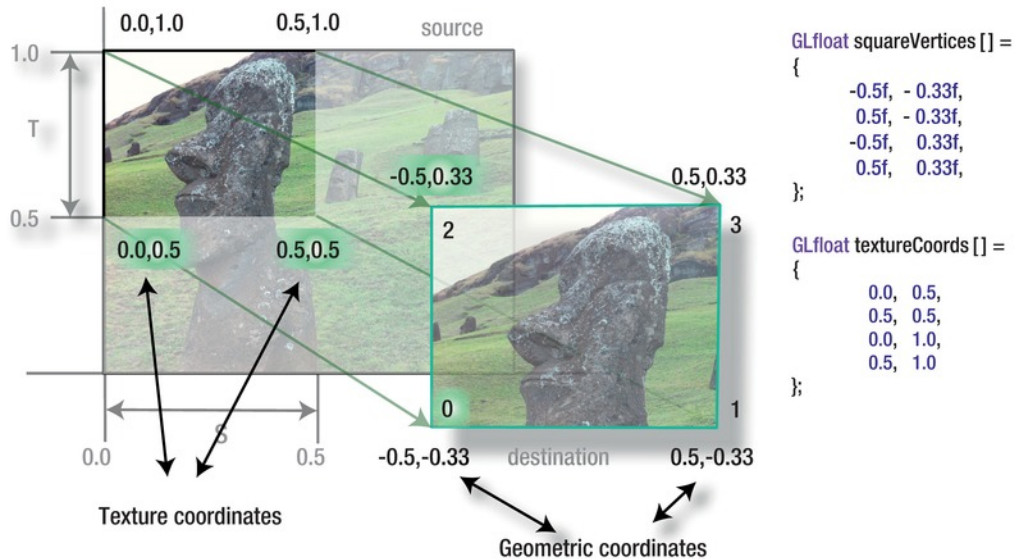 0.0,1.0
0.5,1.0
source
1.0
T
0.5
0.0,0.5
0.5,0.5
-0.5,0.33
0.5,0.33
2
3
0
1
S
0.0
0.5
-0.5,-0.33
destination
0.5,-0.33
Texture coordinates
Geometric coordinates
GLfloat squareVertices [] =
{
-0.5f, - 0.33f,
0.5f, - 0.33f,
-0.5f, 0.33f,
0.5f, 0.33f,
};
GLfloat textureCoords [] =
{
0.0, 0.5,
0.5, 0.5,
0.0, 1.0,
0.5, 1.0
};